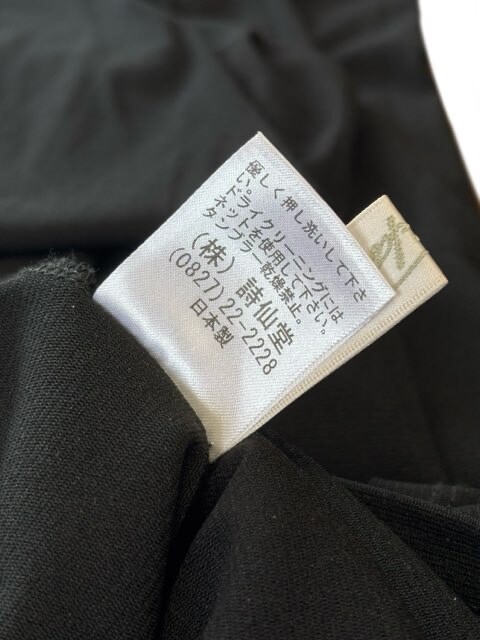 優しく押し洗いして下さ
い。ドライクリーニングには
ネットを使用して下さい。
タンブラー乾燥禁止。
(株)詩仙堂
(0827)22-2228
日本製